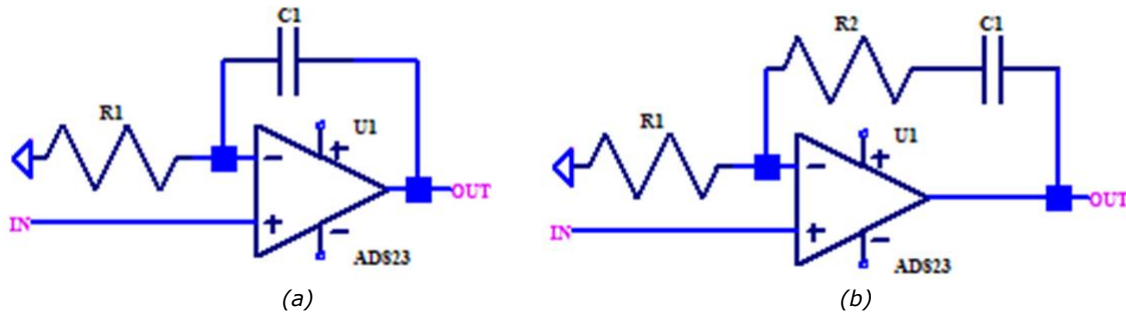 C1
R1
U1
OUT
IN
AD823
(a)
R2
C1
R1
U1
OUT
IN
AD823
(b)